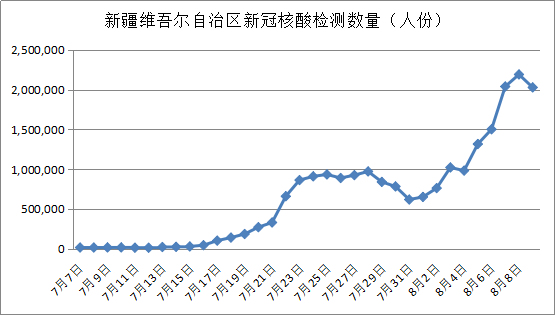 新疆维吾尔自治区新冠核酸检测数量（人份）
2,500,000
2,000,000
1,500,000
1,000,000
500,000
0
7月7日
7月9日
7月11日
7月13日
7月15日
7月17日
7月19日
7月21日
7月23日
7月25日
7月27日
7月29日
7月31日
8月2日
8月4日
8月6日
8月8日